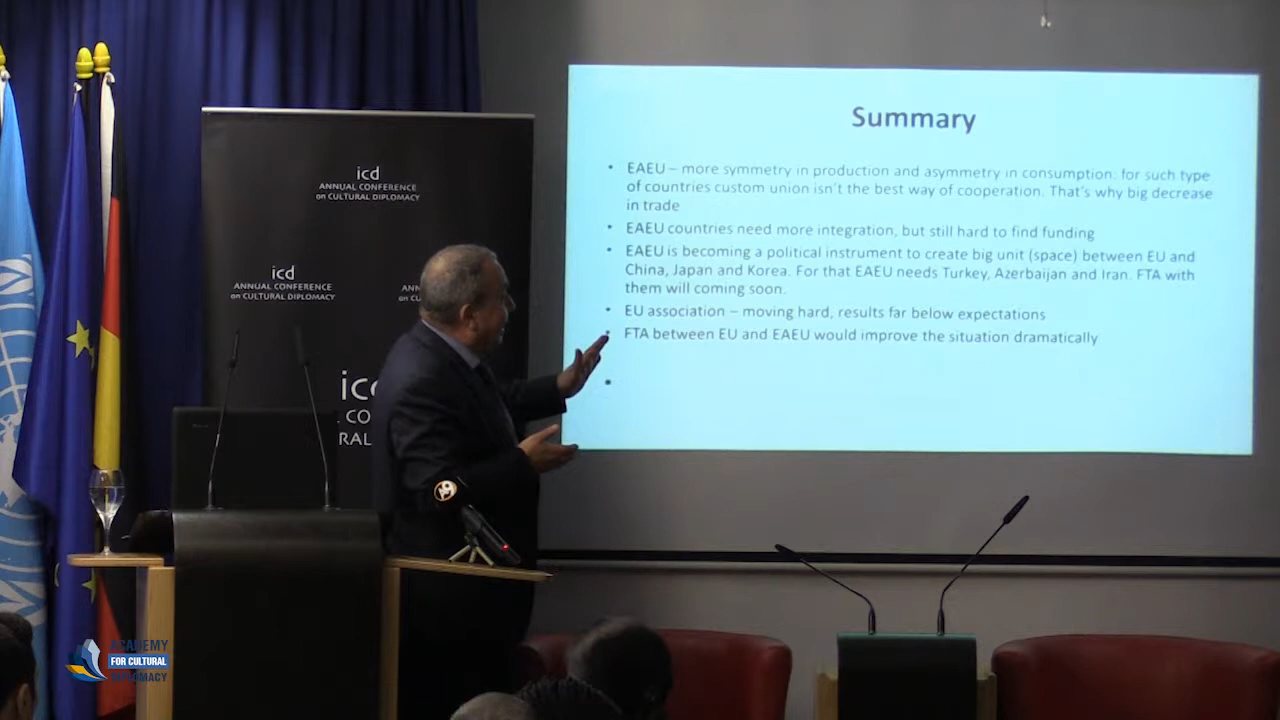 icd
ANNUAL CONFERENCE
on CULTURAL DIPLOMACY
icd
ANNUAL CONFERENCE
on CULTURAL DIPLOMACY
Summary
• EAEU – more symmetry in production and asymmetry in consumption: for such type
of countries custom union isn't the best way of cooperation. That's why big decrease
in trade
• EAEU countries need more integration, but still hard to find funding
• EAEU is becoming a political instrument to create big unit (space) between EU and
China, Japan and Korea. For that EAEU needs Turkey, Azerbaijan and Iran. FTA with
them will coming soon.
• EU association – moving hard, results far below expectations
• FTA between EU and EAEU would improve the situation dramatically
•
ACADEMY
FOR CULTURAL
DIPLOMACY